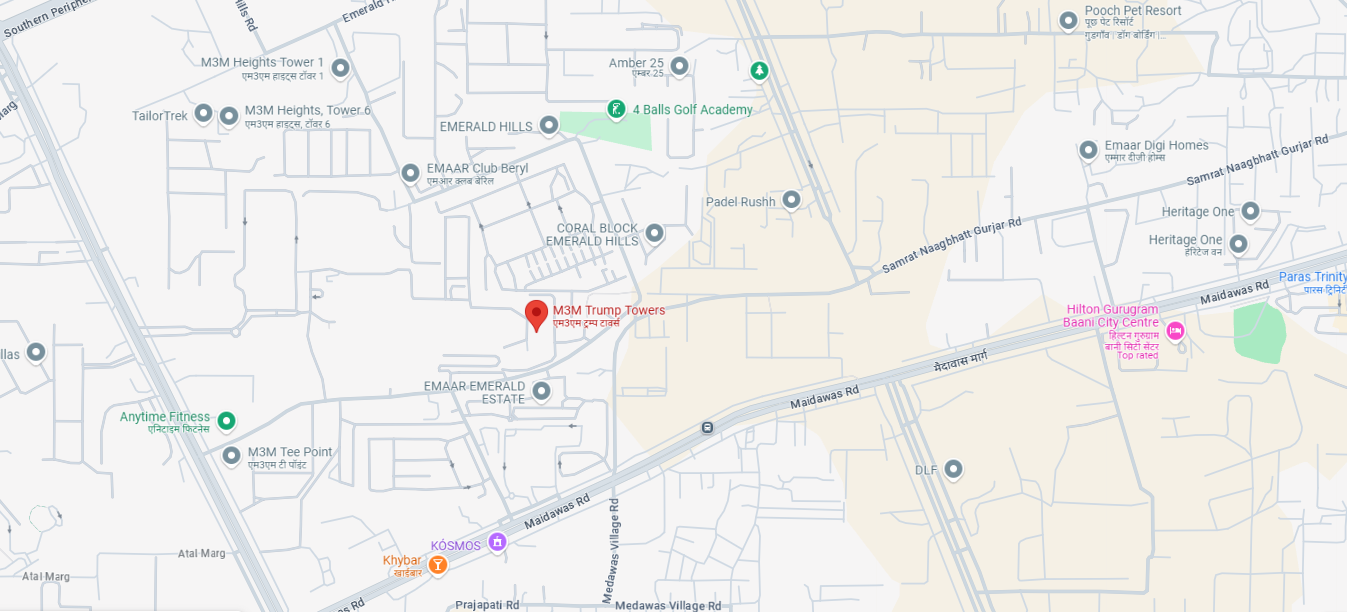 Southern Periphe
Hills Rd
Emerald H
Pooch Pet Resort
पूछ पेट रिसॉर्ट
गुड़गाँव। डॉग बोर्डिंग।...
M3M Heights Tower 1
एम3एम हाइट्स टॉवर 1
Amber 25
एम्बर 25
TailorTrek
M3M Heights, Tower 6
एम3एम हाइट्स, टॉवर 6
Marg
4 Balls Golf Academy
EMERALD HILLS
EMAAR Club Beryl
एमआर क्लब बेरिल
Emaar Digi Homes
एम्मार दीज़ी होम्स
Samrat Naagbhatt Gurjar Rd
Padel Rushh
Heritage One
CORAL BLOCK
EMERALD HILLS
Samrat Naagbhatt Gurjar Rd
Heritage One
हेरिटेज वन
Paras Trinity
पारस ट्रिनिटि
Maidawas Rd
M3M Trump Towers
एम3एम ट्रम्प टावर्स
Hilton Gurugram
Baani City Centre
हिल्टन गुरुग्राम
बानी सिटी सेंटर
Top rated
llas
मैदावास मार्ग
EMAAR EMERALD
ESTATE
Maidawas Rd
Anytime Fitness
एनिटाइम फिटनेस
M3M Tee Point
एम3एम टी पॉइंट
DLF
Maidawas Rd
Medawas Village Rd
KÓSMOS
Atal Marg
Khybar
खाईबार
Atal Marg
as Rd
Prajapati Rd
Medawas Village Rd